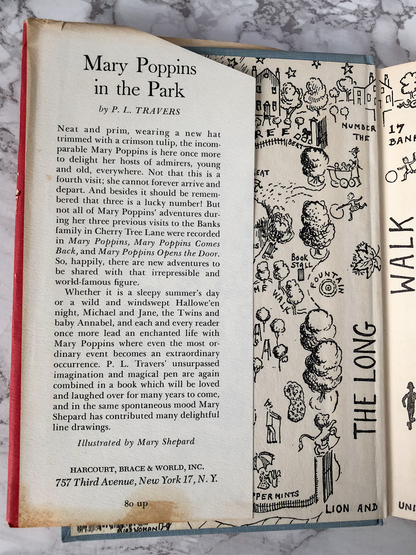 Mary Poppins
in the Park
by P. L. TRAVERS
Neat and prim, wearing a new hat
trimmed with a crimson tulip, the incom-
parable Mary Poppins is here once more
to delight her hosts of admirers, young
and old, everywhere. Not that this is a
fourth visit; she cannot forever arrive and
depart. And besides it should be remem-
bered that three is a lucky number! But
not all of Mary Poppins' adventures dur-
ing her three previous visits to the Banks
family in Cherry Tree Lane were recorded
in Mary Poppins, Mary Poppins Comes
Back, and Mary Poppins Opens the Door.
So, happily, there are new adventures to
be shared with that irrepressible and
world-famous figure.
Whether it is a sleepy summer's day
or a wild and windswept Hallowe'en
night, Michael and Jane, the Twins and
baby Annabel, and each and every reader
once more lead an enchanted life with
Mary Poppins where even the most or-
dinary event becomes an extraordinary
occurrence. P. L. Travers' unsurpassed
imagination and magical pen are again
combined in a book which will be loved
and laughed over for many years to come,
and in the same spontaneous mood Mary
Shepard has contributed many delightful
line drawings.
Illustrated by Mary Shepard
HARCOURT, BRACE & WORLD, INC.
757 Third Avenue, New York 17, N. Y.
80 up
TREE
NUMBER
THE
17
BANK
Book
STALL
FOUNTAIN
THE
WALK
THE LONG
WALK
PPERMINTS
LION AND
UNI